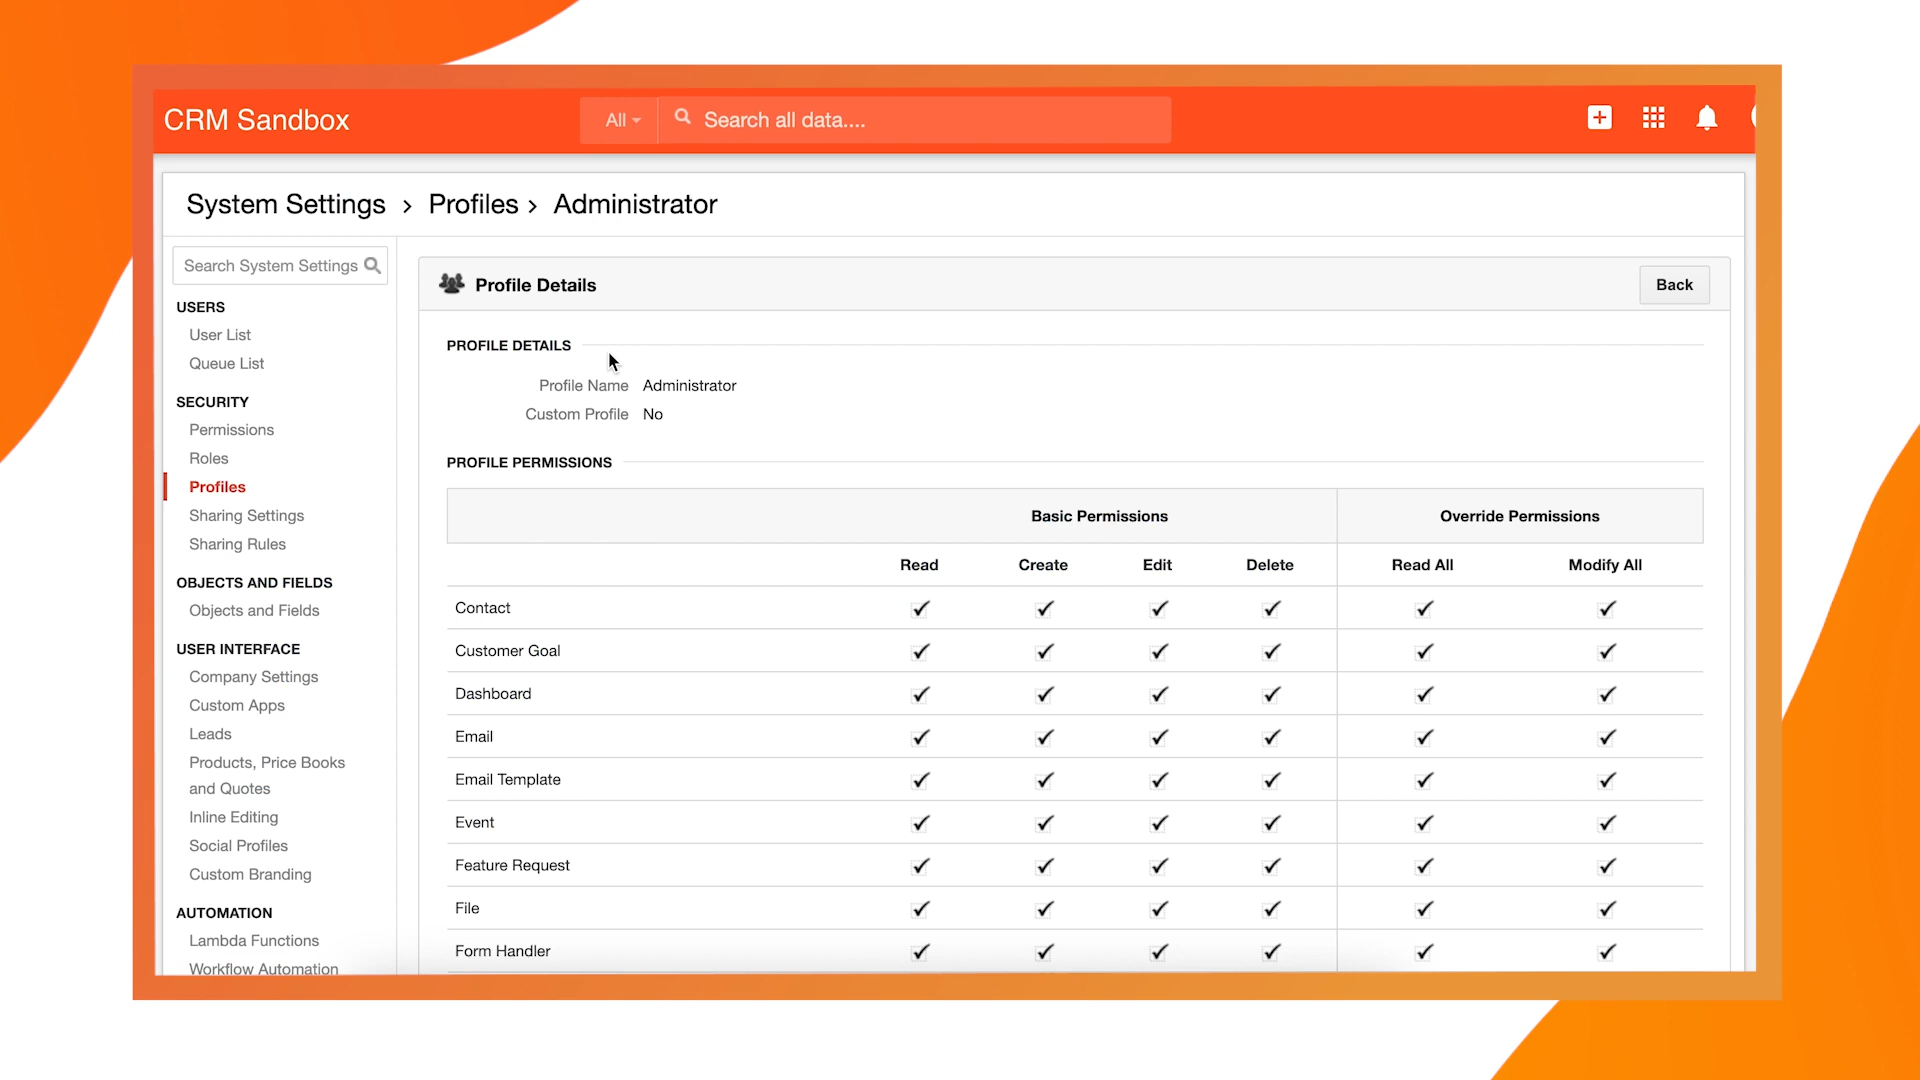 CRM Sandbox
All
Search all data....
System Settings › Profiles › Administrator
Search System Settings
USERS
User List
Queue List
SECURITY
Permissions
Roles
Profiles
Sharing Settings
Sharing Rules
OBJECTS AND FIELDS
Objects and Fields
USER INTERFACE
Company Settings
Custom Apps
Leads
Products, Price Books
and Quotes
Inline Editing
Social Profiles
Custom Branding
AUTOMATION
Lambda Functions
Workflow Automation
Profile Details
Back
PROFILE DETAILS
Profile Name Administrator
Custom Profile No
PROFILE PERMISSIONS
Basic Permissions Override Permissions
Read Create Edit Delete Read All Modify All
Contact
Customer Goal
Dashboard
Email
Email Template
Event
Feature Request
File
Form Handler